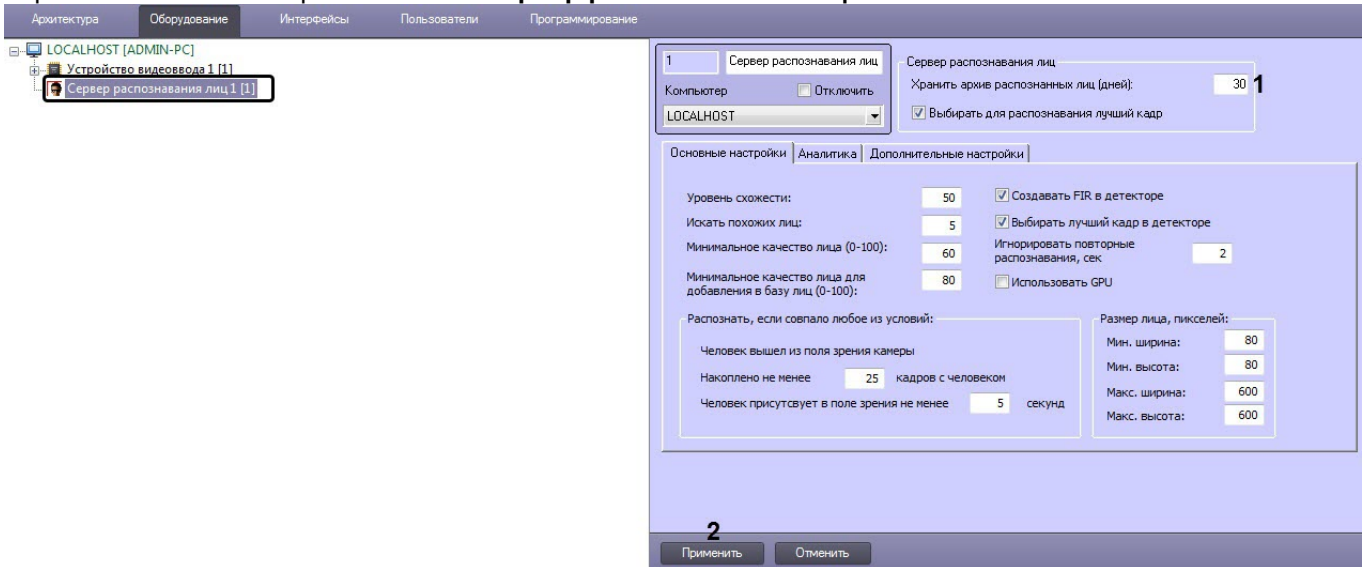 Архитектура Оборудование Интерфейсы Пользователи Программирование
LOCALHOST [ADMIN-PC]
Устройство видеоввода 1 [1]
Сервер распознавания лиц 1 [1]
1 Сервер распознавания лиц
Компьютер Отключить
LOCALHOST
Сервер распознавания лиц
Хранить архив распознанных лиц (дней): 30 1
Выбирать для распознавания лучший кадр
Основные настройки Аналитика Дополнительные настройки
Уровень схожести: 50
Искать похожих лиц: 5
Минимальное качество лица (0-100): 60
Минимальное качество лица для
добавления в базу лиц (0-100): 80
Создавать FIR в детекторе
Выбирать лучший кадр в детекторе
Игнорировать повторные
распознавания, сек 2
Использовать GPU
Распознать, если совпало любое из условий:
Человек вышел из поля зрения камеры
Накоплено не менее 25 кадров с человеком
Человек присутсвует в поле зрения не менее 5 секунд
Размер лица, пикселей:
Мин. ширина: 80
Мин. высота: 80
Макс. ширина: 600
Макс. высота: 600
2
Применить Отменить